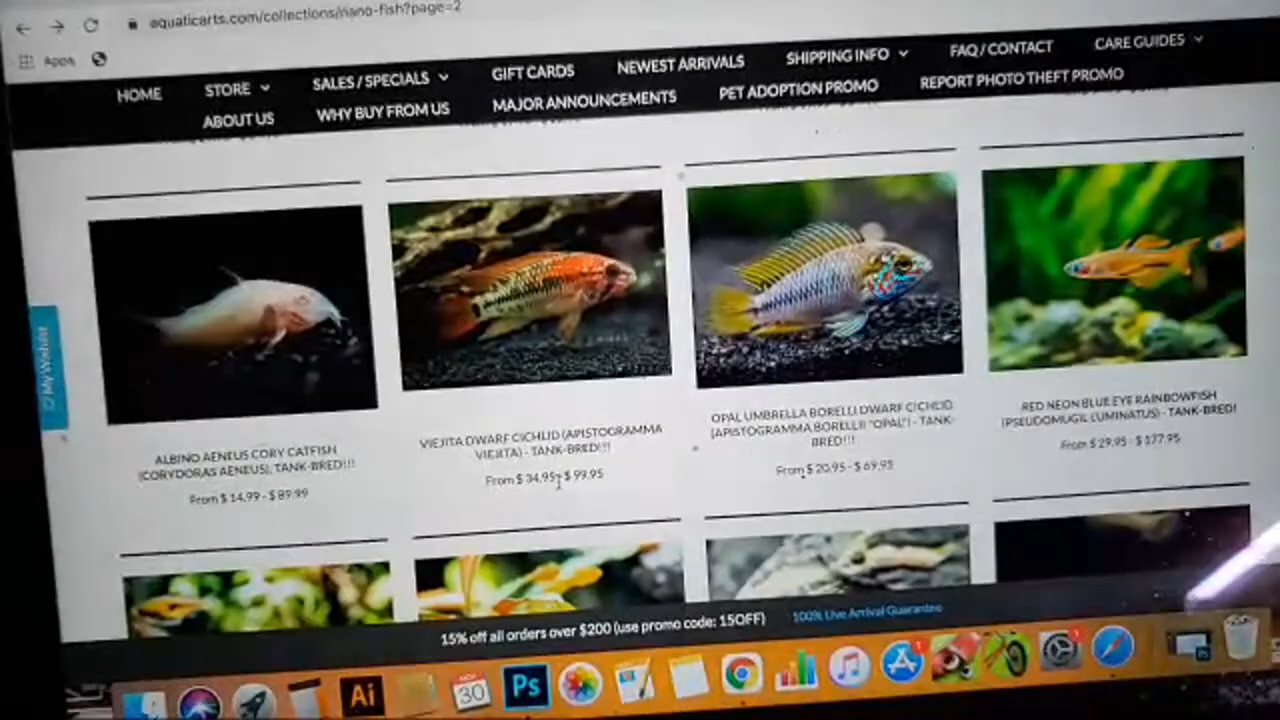 aquaticarts.com/collections/nano-fish?page=2
Apps
HOME STORE SALES / SPECIALS GIFT CARDS NEWEST ARRIVALS SHIPPING INFO FAQ / CONTACT CARE GUIDES
ABOUT US WHY BUY FROM US MAJOR ANNOUNCEMENTS PET ADOPTION PROMO REPORT PHOTO THEFT PROMO
My Wishlist
ALBINO AENEUS CORY CATFISH
(CORYDORAS AENEUS), TANK-BRED!!!
From $ 14.99 - $ 89.99
VIEJITA DWARF CICHLID (APISTOGRAMMA
VIEJITA) - TANK-BRED!!!
From $ 34.95 - $ 99.95
OPAL UMBRELLA BORELLI DWARF CICHLID
(APISTOGRAMMA BORELLII "OPAL") - TANK-
BRED!!!
From $ 20.95 - $ 69.95
RED NEON BLUE EYE RAINBOWFISH
(PSEUDOMUGIL LUMINATUS) - TANK-BRED!
From $ 29.95 - $ 177.95
15% off all orders over $200 (use promo code: 15OFF) 100% Live Arrival Guarantee
Ai
NOV
30
Ps